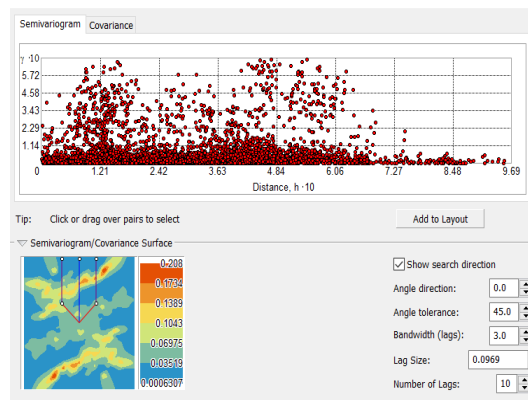 Semivariogram Covariance
γ ·10
5.72
4.58
3.43
2.29
1.14
0 1.21 2.42 3.63 4.84 6.06 7.27 8.48 9.69
Distance, h ·10
Tip: Click or drag over pairs to select
Add to Layout
Semivariogram/Covariance Surface
0.208
0.1734
0.1389
0.1043
0.06975
0.03519
0.0006307
Show search direction
Angle direction: 0.0
Angle tolerance: 45.0
Bandwidth (lags): 3.0
Lag Size: 0.0969
Number of Lags: 10